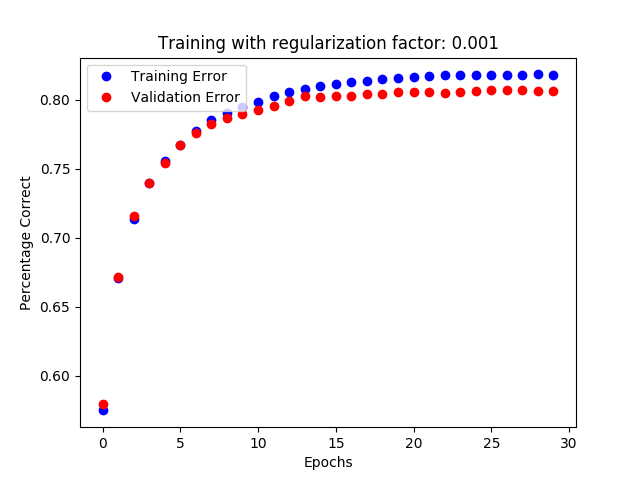 Training with regularization factor: 0.001
Training Error
Validation Error
Percentage Correct
0.80
0.75
0.70
0.65
0.60
0 5 10 15 20 25 30
Epochs